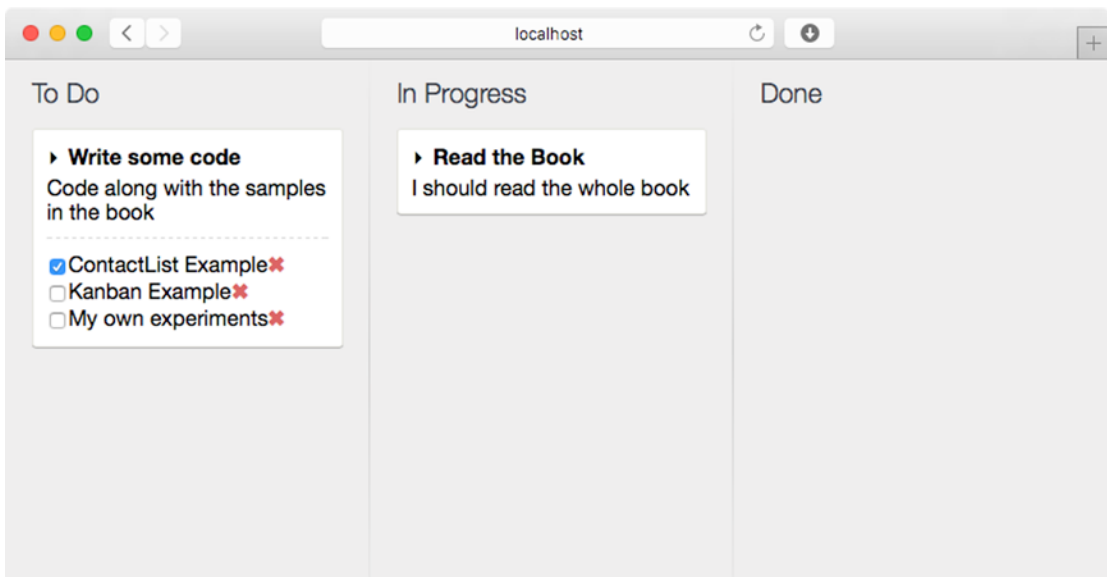 localhost
To Do
Write some code
Code along with the samples
in the book
ContactList Example
Kanban Example
My own experiments
In Progress
Read the Book
I should read the whole book
Done